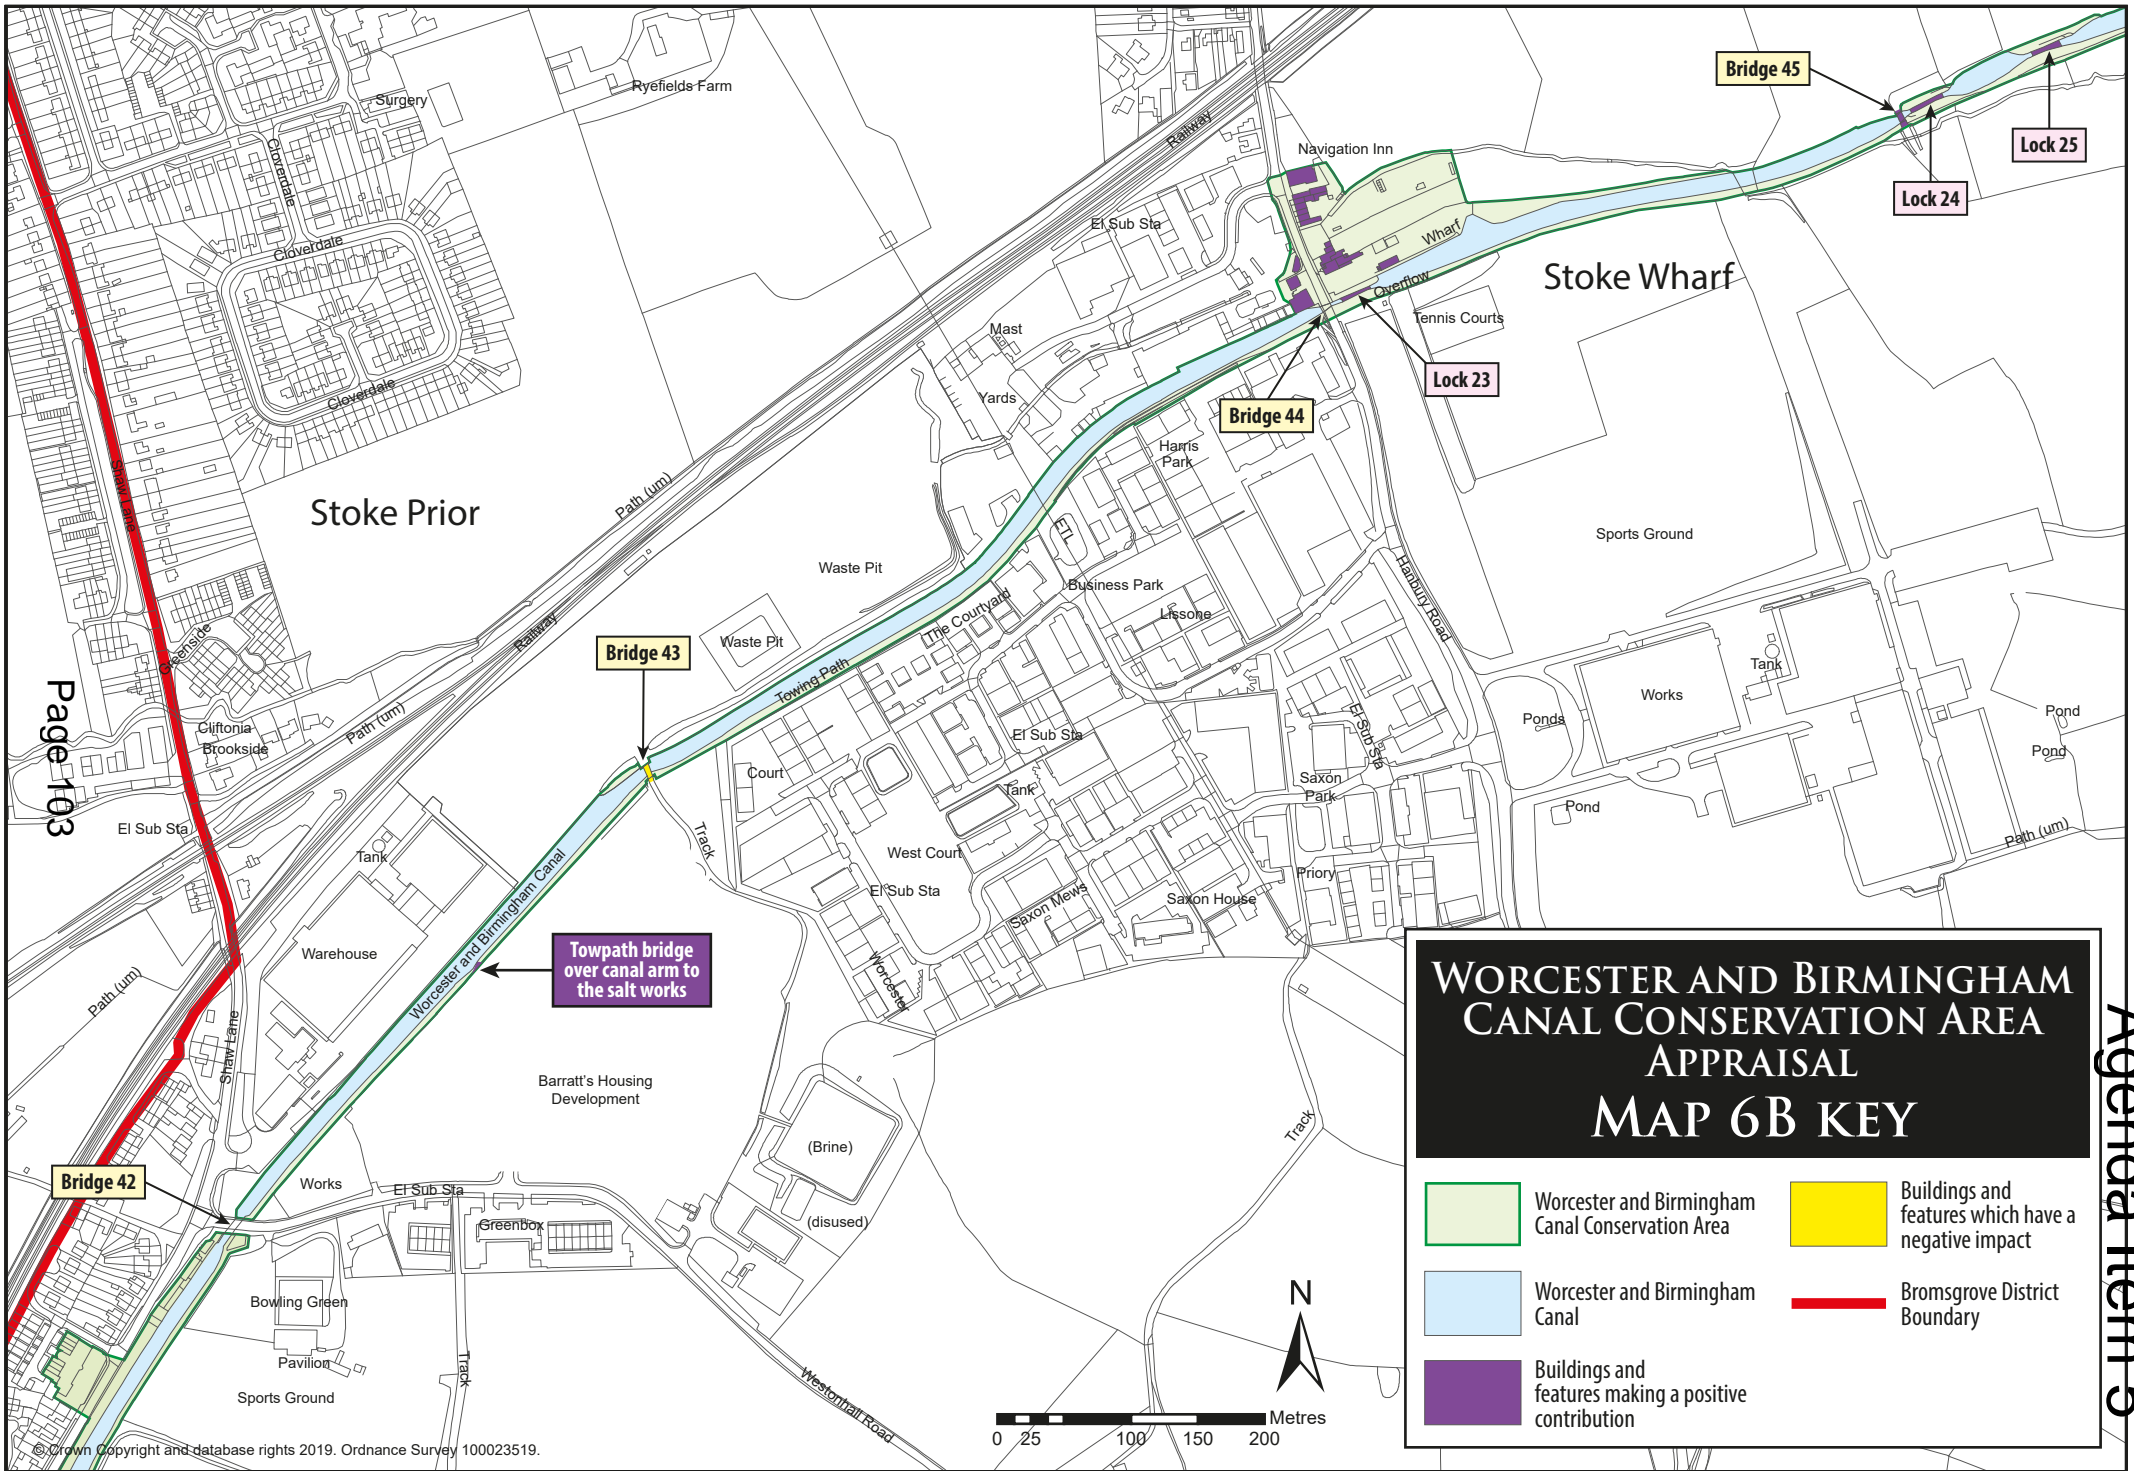 Bridge 45
Lock 25
Lock 24
Ryefields Farm
Surgery
Railway
Navigation Inn
Cloverdale
Cloverdale
Cloverdale
El Sub Sta
Wharf
Overflow
Stoke Wharf
Tennis Courts
Mast
Lock 23
Yards
Bridge 44
Harris
Park
Shaw Lane
Stoke Prior
Path (um)
ETL
Sports Ground
Waste Pit
Business Park
Hanbury Road
Lissone
The Courtyard
Railway
Waste Pit
Bridge 43
Greenside
Towing Path
Tank
Works
Page 103
Cliftonia
Brookside
Path (um)
El Sub Sta
El Sub Sta
Ponds
Pond
Pond
Court
Tank
Saxon
Park
Pond
El Sub Sta
Track
Tank
West Court
Path (um)
El Sub Sta
Priory
Saxon Mews
Saxon House
Worcester and Birmingham Canal
Warehouse
Towpath bridge
over canal arm to
the salt works
Worcester
Path (um)
Shaw Lane
Barratt's Housing
Development
(Brine)
Track
Bridge 42
Works
El Sub Sta
Greenbox
(disused)
Bowling Green
Pavilion
Sports Ground
Track
Westonhall Road
N
Metres
0 25 100 150 200
© Crown Copyright and database rights 2019. Ordnance Survey 100023519.
Worcester and Birmingham
Canal Conservation Area
Appraisal
Map 6B key
Worcester and Birmingham
Canal Conservation Area
Worcester and Birmingham
Canal
Buildings and
features making a positive
contribution
Buildings and
features which have a
negative impact
Bromsgrove District
Boundary
Agenda Item 5